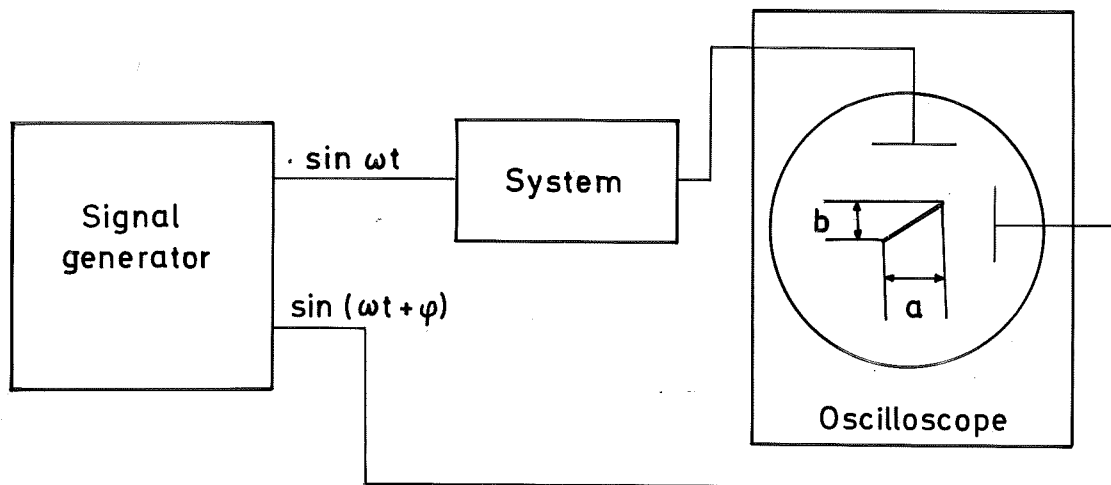 Signal
generator
sin ωt
sin (ωt + φ)
System
b
a
Oscilloscope